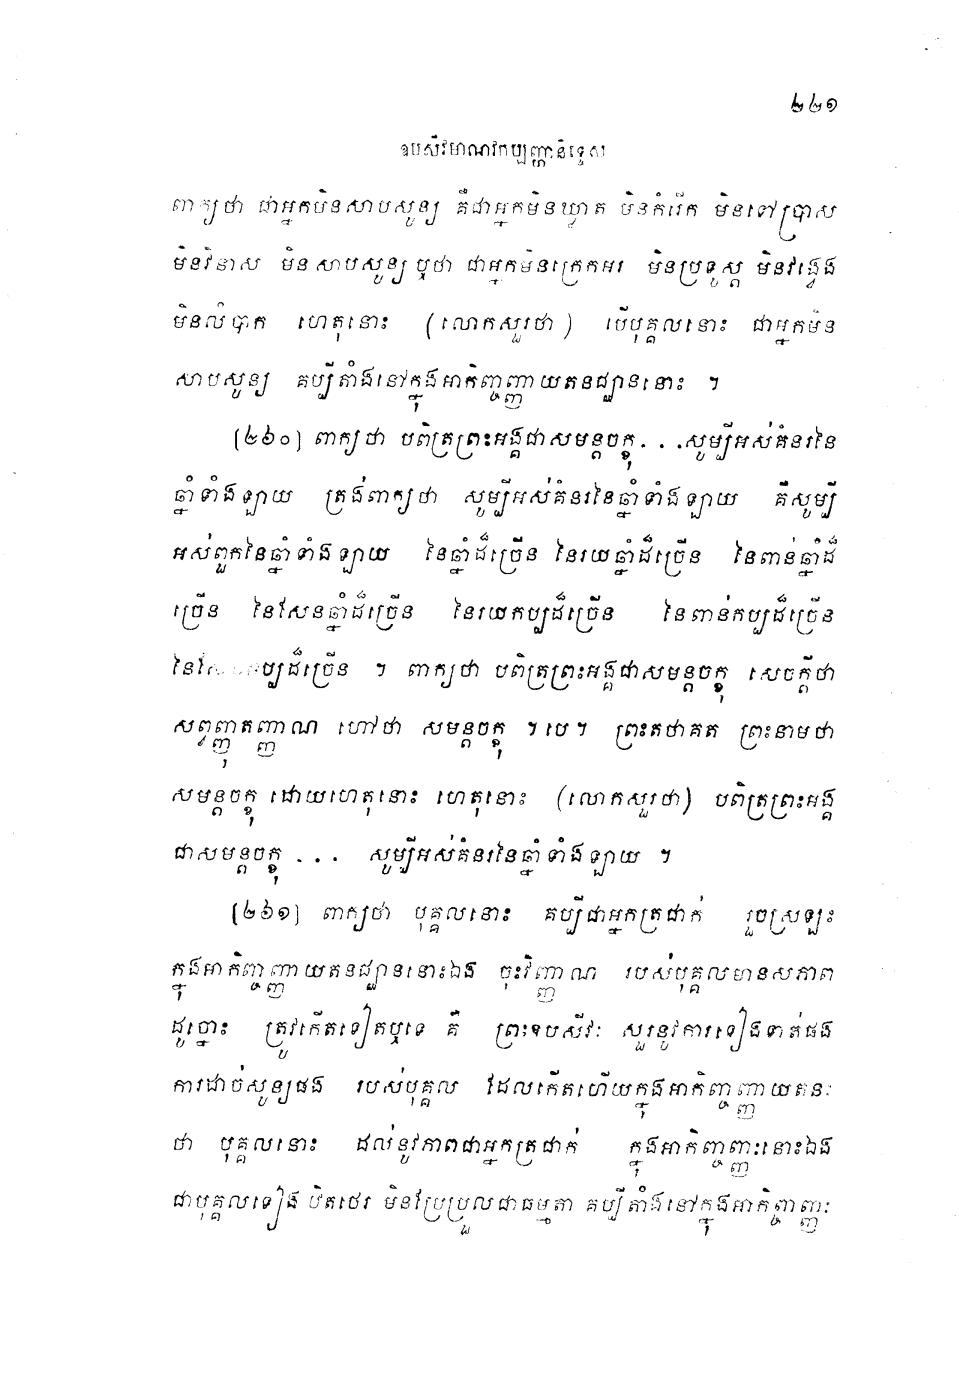 ២២១
ឧបសីវមាណវកប្បញ្ហានិទ្ទេស
ពាក្យថា ជាអ្នកមិនសាបសូន្យ គឺជាអ្នកមិនឃ្លាត មិនកំរើក មិនទៅប្រាស
មិនវិនាស មិនសាបសូន្យ ឬថា ជាអ្នកមិនត្រេកអរ មិនប្រទូស្ត មិនវង្វេង
មិនលំបាក ហេតុនោះ (លោកសួរថា) បើបុគ្គលនោះ ជាអ្នកមិន
សាបសូន្យ គប្បីតាំងនៅក្នុងអាកិញ្ចញ្ញាយតនជ្ឈាននោះ ។
(២៦០) ពាក្យថា បពិត្រព្រះអង្គជាសមន្តចក្ខុ . . .សូម្បីអស់គំនរនៃ
ឆ្នាំទាំងឡាយ ត្រង់ពាក្យថា សូម្បីអស់គំនរនៃឆ្នាំទាំងឡាយ គឺសូម្បី
អស់ពួកនៃឆ្នាំទាំងឡាយ នៃឆ្នាំដ៏ច្រើន នៃរយឆ្នាំដ៏ច្រើន នៃពាន់ឆ្នាំដ៏
ច្រើន នៃសែនឆ្នាំដ៏ច្រើន នៃរយកប្បដ៏ច្រើន នៃពាន់កប្បដ៏ច្រើន
នៃសែនកប្បដ៏ច្រើន ។ ពាក្យថា បពិត្រព្រះអង្គជាសមន្តចក្ខុ សេចក្តីថា
សព្វញ្ញុតញ្ញាណ ហៅថា សមន្តចក្ខុ ។បេ។ ព្រះតថាគត ព្រះនាមថា
សមន្តចក្ខុ ដោយហេតុនោះ ហេតុនោះ (លោកសួរថា) បពិត្រព្រះអង្គ
ជាសមន្តចក្ខុ . . . សូម្បីអស់គំនរនៃឆ្នាំទាំងឡាយ ។
(២៦១) ពាក្យថា បុគ្គលនោះ គប្បីជាអ្នកត្រជាក់ រួចស្រឡះ
ក្នុងអាកិញ្ចញ្ញាយតនជ្ឈាននោះឯង ចុះវិញ្ញាណ របស់បុគ្គលមានសភាព
ដូច្នោះ ត្រូវកើតទៀតឬទេ គឺ ព្រះឧបសីវៈ សួរនូវការទៀងទាត់ផង
ការដាច់សូន្យផង របស់បុគ្គល ដែលកើតហើយក្នុងអាកិញ្ចញ្ញាយតនៈ
ថា បុគ្គលនោះ ដល់នូវភាពជាអ្នកត្រជាក់ ក្នុងអាកិញ្ចញ្ញៈនោះឯង
ជាបុគ្គលទៀង ឋិតថេរ មិនប្រែប្រួលជាធម្មតា គប្បីតាំងនៅក្នុងអាកិញ្ចញ្ញៈ